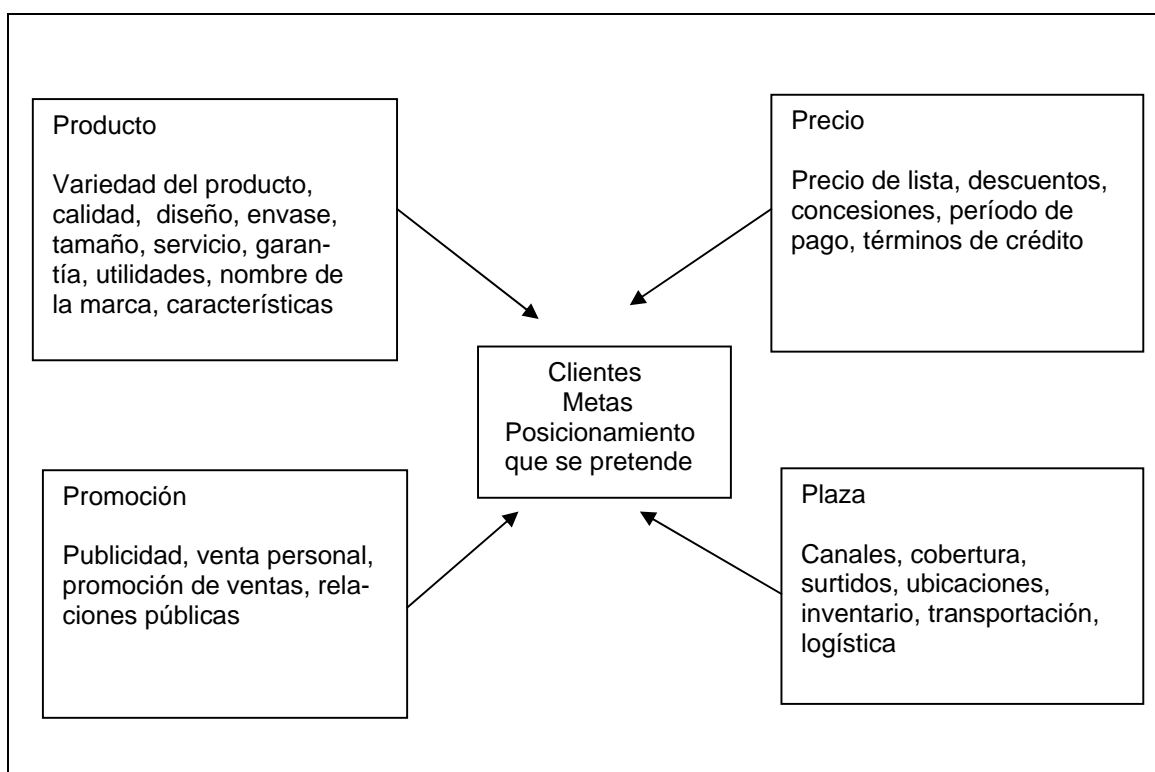 Producto
Variedad del producto,
calidad, diseño, envase,
tamaño, servicio, garan-
tía, utilidades, nombre de
la marca, características
Precio
Precio de lista, descuentos,
concesiones, período de
pago, términos de crédito
Clientes
Metas
Posicionamiento
que se pretende
Promoción
Publicidad, venta personal,
promoción de ventas, rela-
ciones públicas
Plaza
Canales, cobertura,
surtidos, ubicaciones,
inventario, transportación,
logística